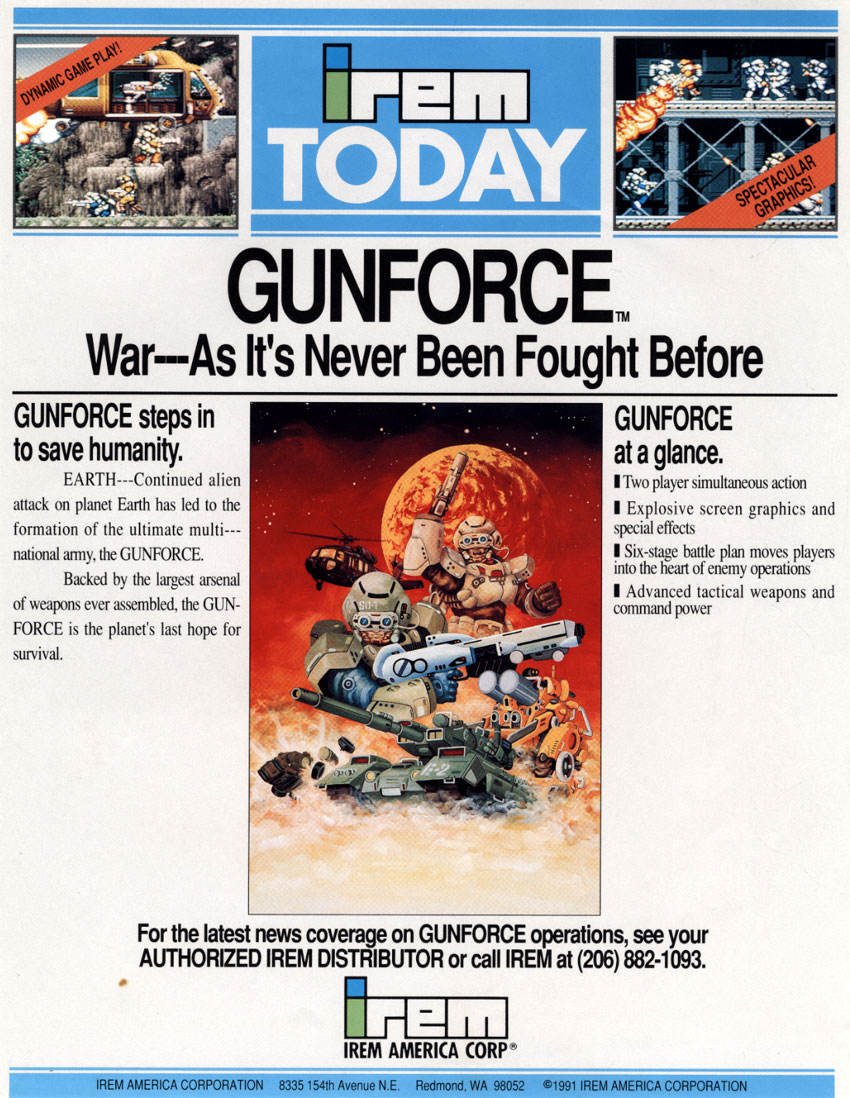 DYNAMIC GAME PLAY!
irem
TODAY
SPECTACULAR
GRAPHICS!
GUNFORCE™
War---As It's Never Been Fought Before
GUNFORCE steps in
to save humanity.
EARTH---Continued alien
attack on planet Earth has led to the
formation of the ultimate multi---
national army, the GUNFORCE.
Backed by the largest arsenal
of weapons ever assembled, the GUN-
FORCE is the planet's last hope for
survival.
E-2
GUNFORCE
at a glance.
Two player simultaneous action
Explosive screen graphics and
special effects
Six-stage battle plan moves players
into the heart of enemy operations
Advanced tactical weapons and
command power
For the latest news coverage on GUNFORCE operations, see your
AUTHORIZED IREM DISTRIBUTOR or call IREM at (206) 882-1093.
irem
IREM AMERICA CORP®
IREM AMERICA CORPORATION 8335 154th Avenue N.E. Redmond, WA 98052 ©1991 IREM AMERICA CORPORATION